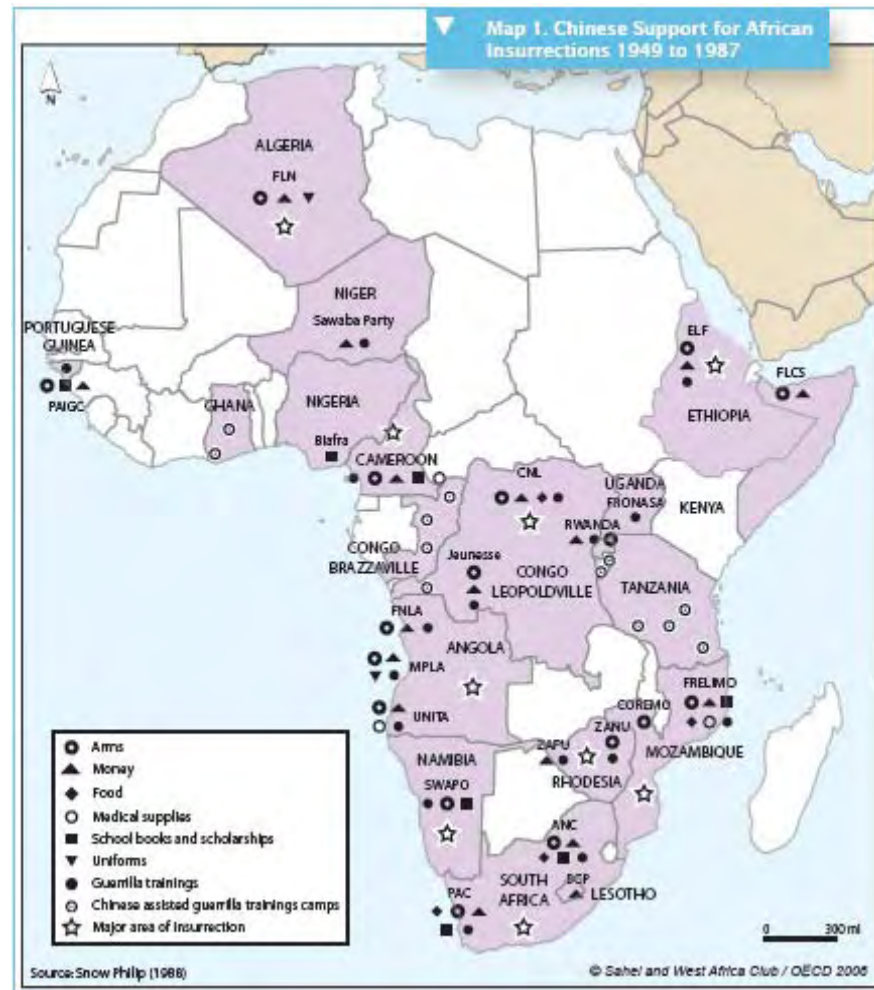 Map 1. Chinese Support for African
Insurrections 1949 to 1987
N
ALGERIA
FLN
NIGER
Sawaba Party
PORTUGUESE
GUINEA
PAIGC
GHANA
NIGERIA
Biafra
CAMEROON
ELF
FLCS
ETHIOPIA
CNL
UGANDA
FRONASA
KENYA
RWANDA
CONGO
BRAZZAVILLE
Jeunesse
CONGO
LEOPOLDVILLE
TANZANIA
FNLA
ANGOLA
MPLA
UNITA
FRELIMO
COREMO
MOZAMBIQUE
ZANU
ZAPU
RHODESIA
NAMIBIA
SWAPO
ANC
SOUTH
AFRICA
BCP
LESOTHO
PAC
Arms
Money
Food
Medical supplies
School books and scholarships
Uniforms
Guerrilla trainings
Chinese assisted guerrilla trainings camps
Major area of insurrection
0 300 mi
Source: Snow Philip (1988)
© Sahel and West Africa Club / OECD 2006